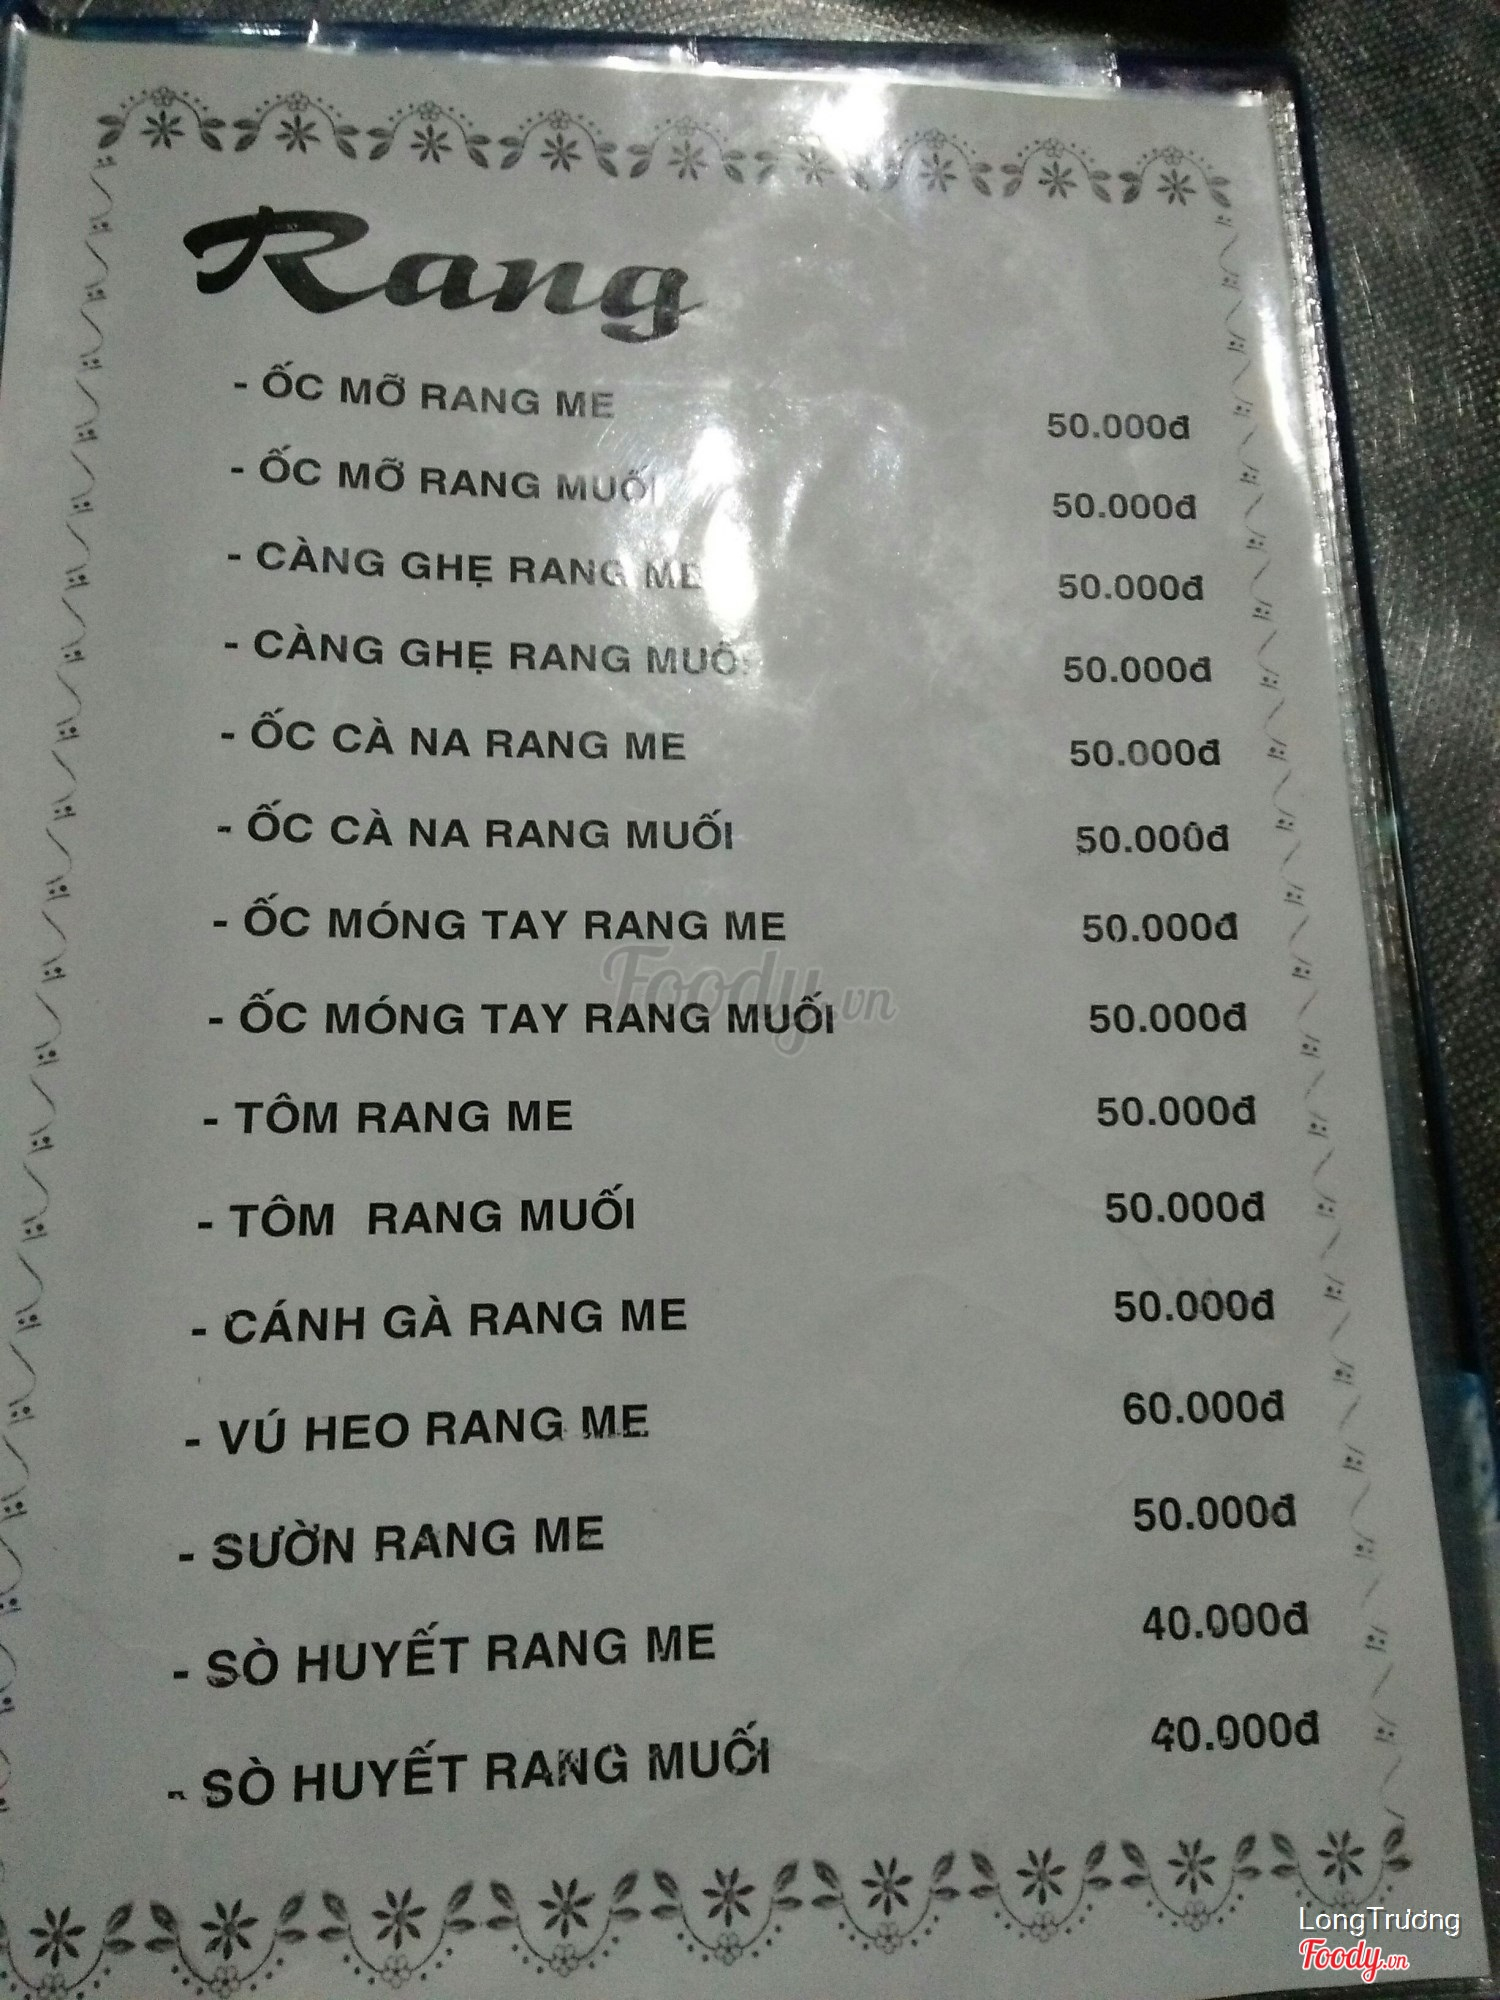 Rang
- ỐC MỠ RANG ME 50.000đ
- ỐC MỠ RANG MUỐI 50.000đ
- CÀNG GHẸ RANG ME 50.000đ
- CÀNG GHẸ RANG MUỐI 50.000đ
- ỐC CÀ NA RANG ME 50.000đ
- ỐC CÀ NA RANG MUỐI 50.000đ
- ỐC MÓNG TAY RANG ME 50.000đ
Foody.vn
- ỐC MÓNG TAY RANG MUỐI 50.000đ
- TÔM RANG ME 50.000đ
- TÔM RANG MUỐI 50.000đ
- CÁNH GÀ RANG ME 50.000đ
- VÚ HEO RANG ME 60.000đ
- SƯỜN RANG ME 50.000đ
- SÒ HUYẾT RANG ME 40.000đ
- SÒ HUYẾT RANG MUỐI 40.000đ
LongTrương
Foody.vn